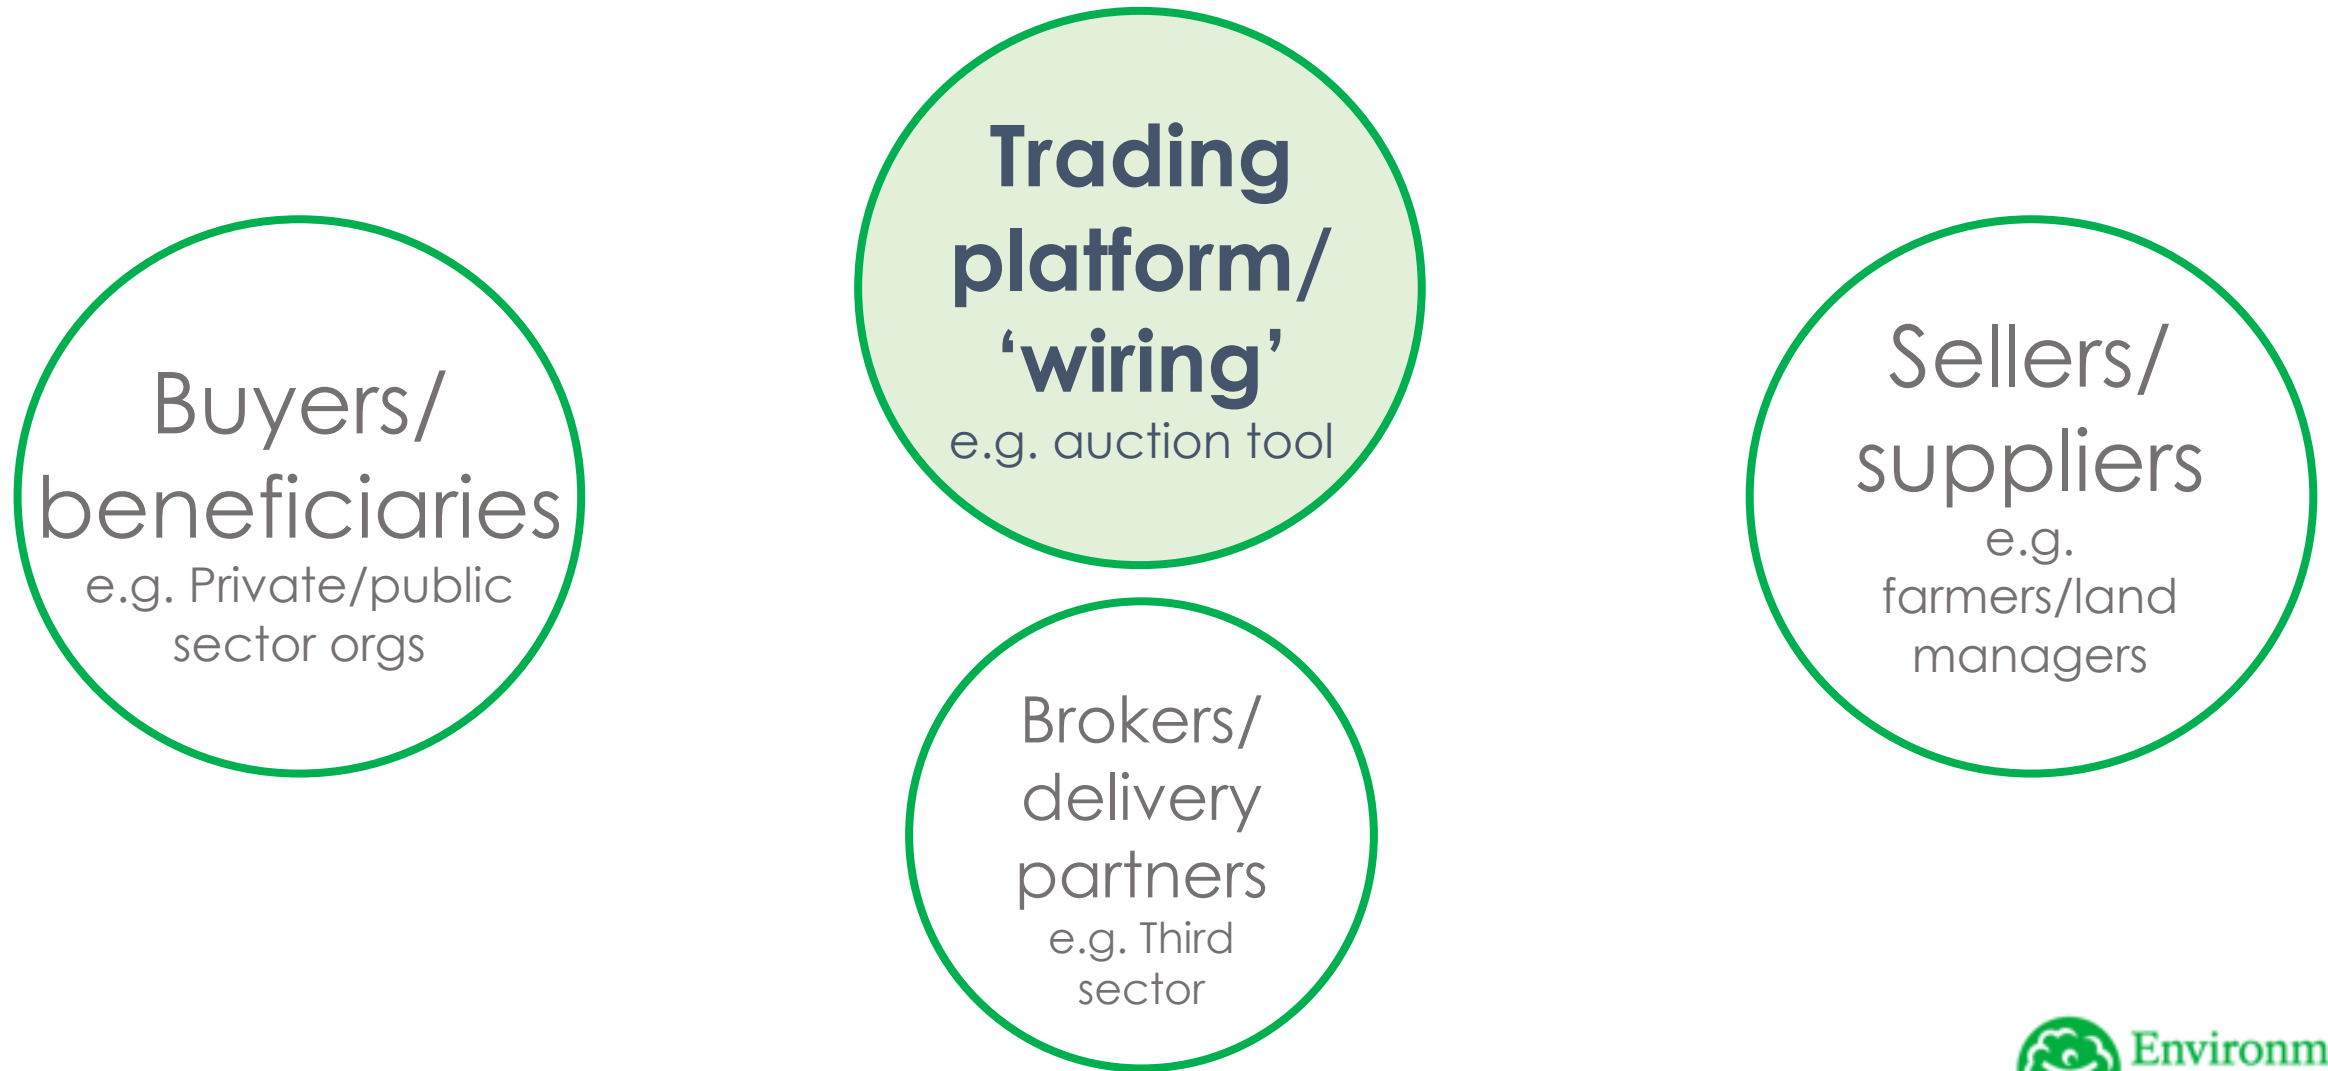 Buyers/
beneficiaries
e.g. Private/public
sector orgs
Trading
platform/
‘wiring’
e.g. auction tool
Brokers/
delivery
partners
e.g. Third
sector
Sellers/
suppliers
e.g.
farmers/land
managers
Environm